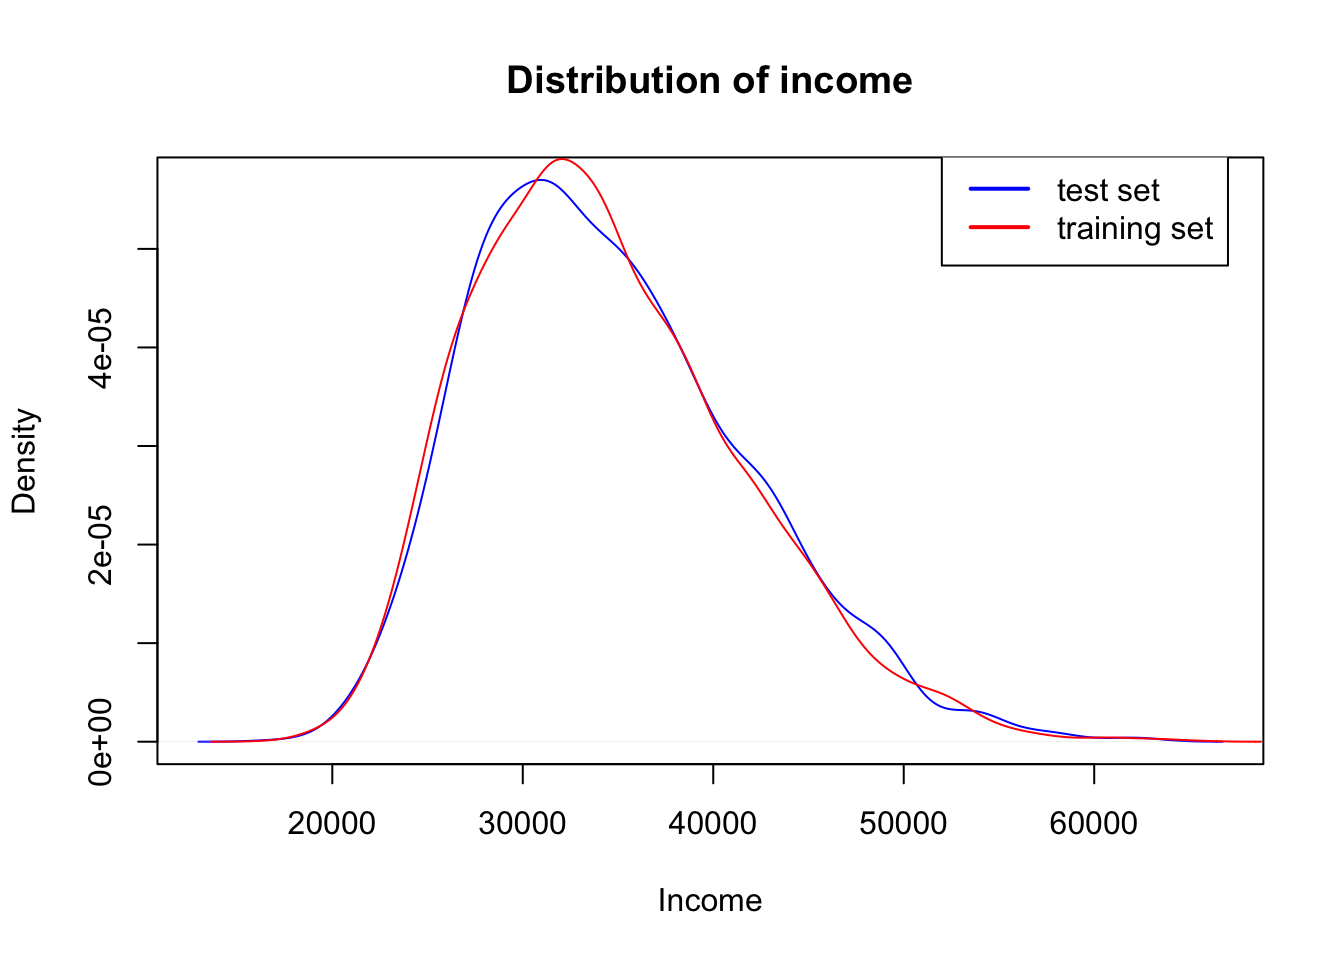 Distribution of income
test set
training set
Density
4e-05
2e-05
0e+00
20000 30000 40000 50000 60000
Income